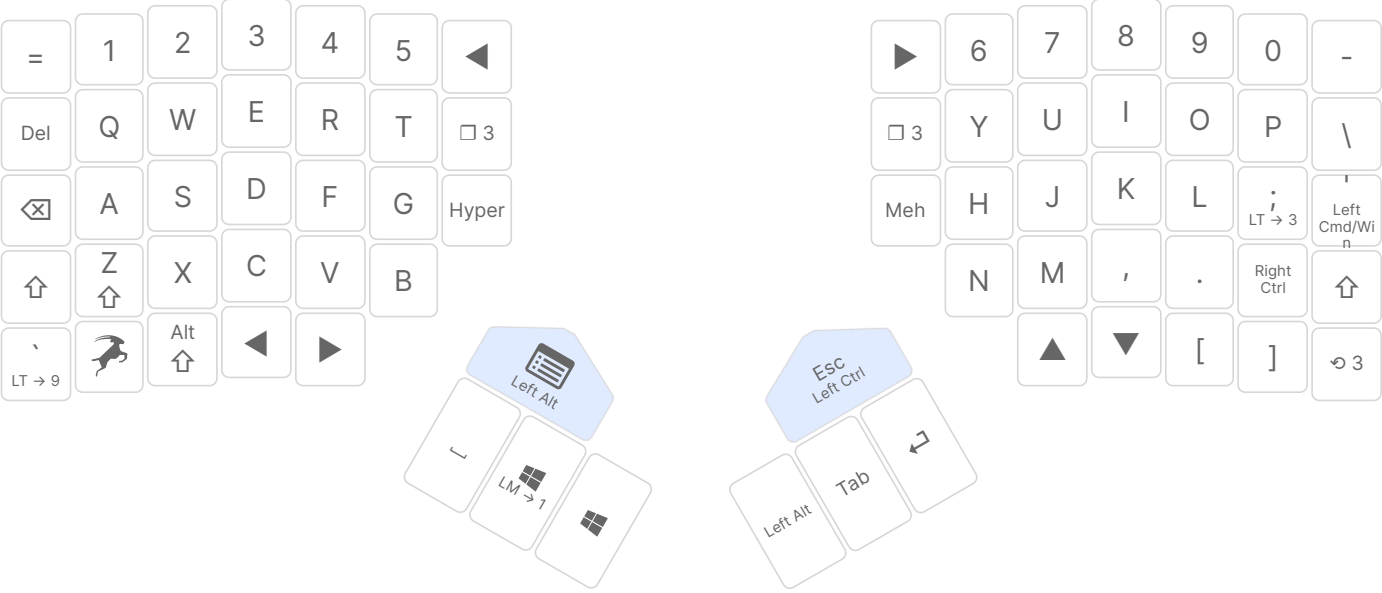 = 1 2 3 4 5 ◀ ▶ 6 7 8 9 0 -
Del Q W E R T ❐ 3 ❐ 3 Y U I O P \
⌫ A S D F G Hyper Meh H J K L ; '
LT → 3
Left
Cmd/Wi
n
⇧ Z X C V B N M , . Right
Ctrl
⇧
⇧
` Alt ◀ ▶ ▲ ▼ [ ] ⟲ 3
LT → 9
⇧
Left Alt
Esc
Left Ctrl
LM → 1
Left Alt
Tab